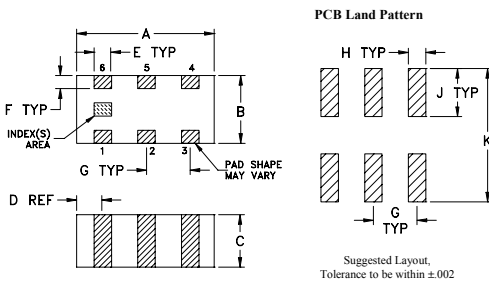 PCB Land Pattern
A
E TYP
6 5 4
F TYP
B
INDEX(S)
AREA
1 2 3
G TYP
PAD SHAPE
MAY VARY
D REF
C
H TYP
J TYP
K
G
TYP
Suggested Layout,
Tolerance to be within ±.002